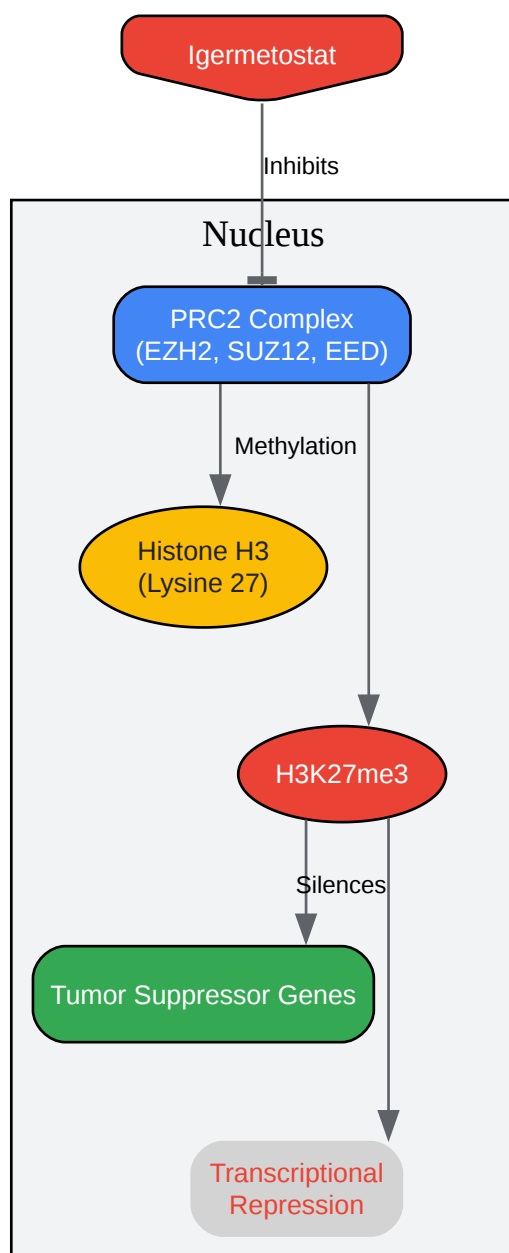 Igermetostat
Inhibits
Nucleus
PRC2 Complex
(EZH2, SUZ12, EED)
Methylation
Histone H3
(Lysine 27)
H3K27me3
Silences
Tumor Suppressor Genes
Transcriptional
Repression